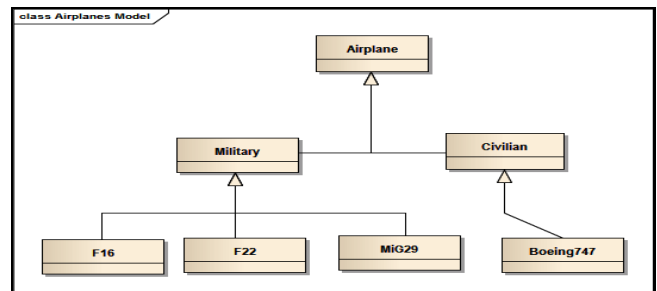 class Airplanes Model
Airplane
Military
Civilian
F16
F22
MiG29
Boeing747